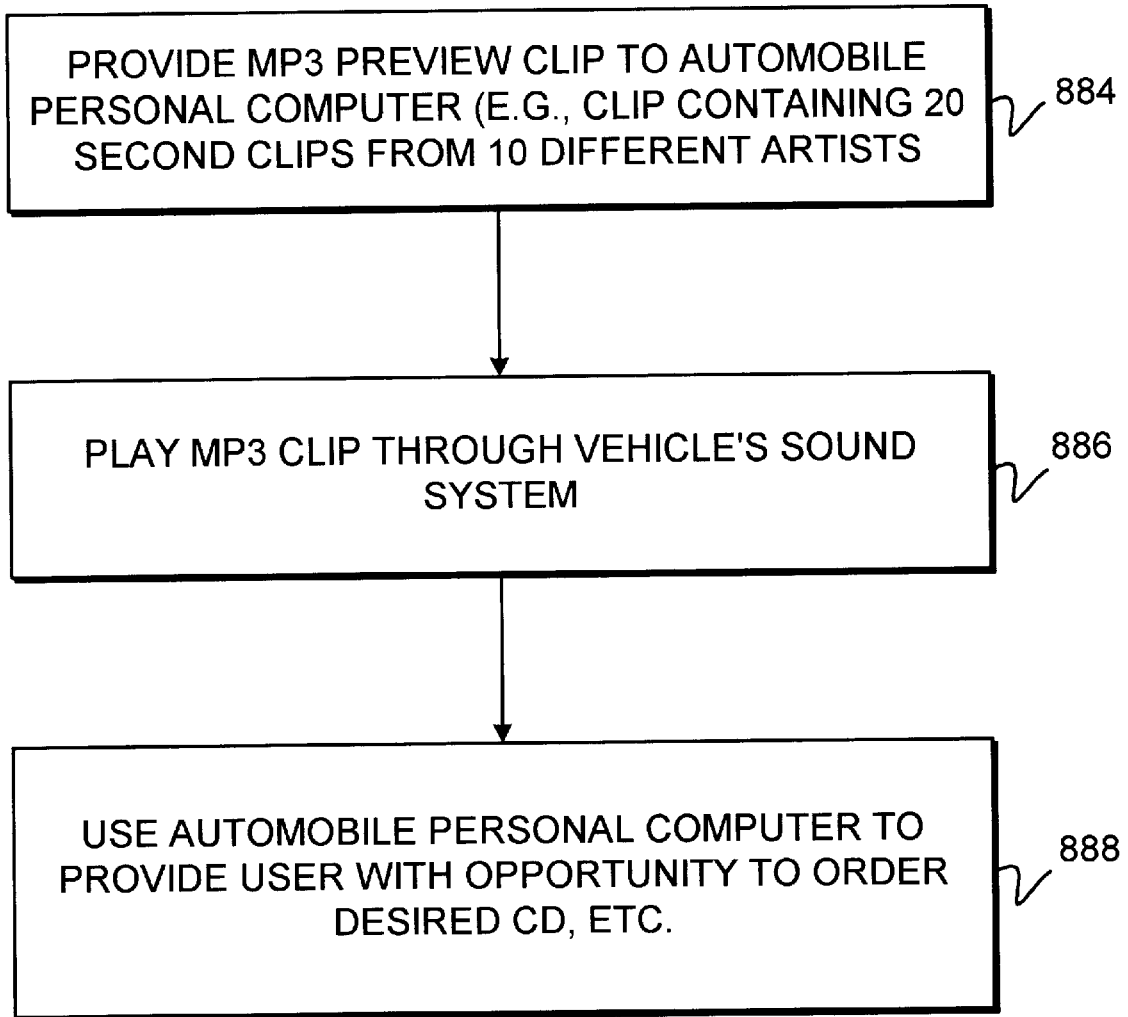 PROVIDE MP3 PREVIEW CLIP TO AUTOMOBILE
PERSONAL COMPUTER (E.G., CLIP CONTAINING 20
SECOND CLIPS FROM 10 DIFFERENT ARTISTS
884
PLAY MP3 CLIP THROUGH VEHICLE'S SOUND
SYSTEM
886
USE AUTOMOBILE PERSONAL COMPUTER TO
PROVIDE USER WITH OPPORTUNITY TO ORDER
DESIRED CD, ETC.
888